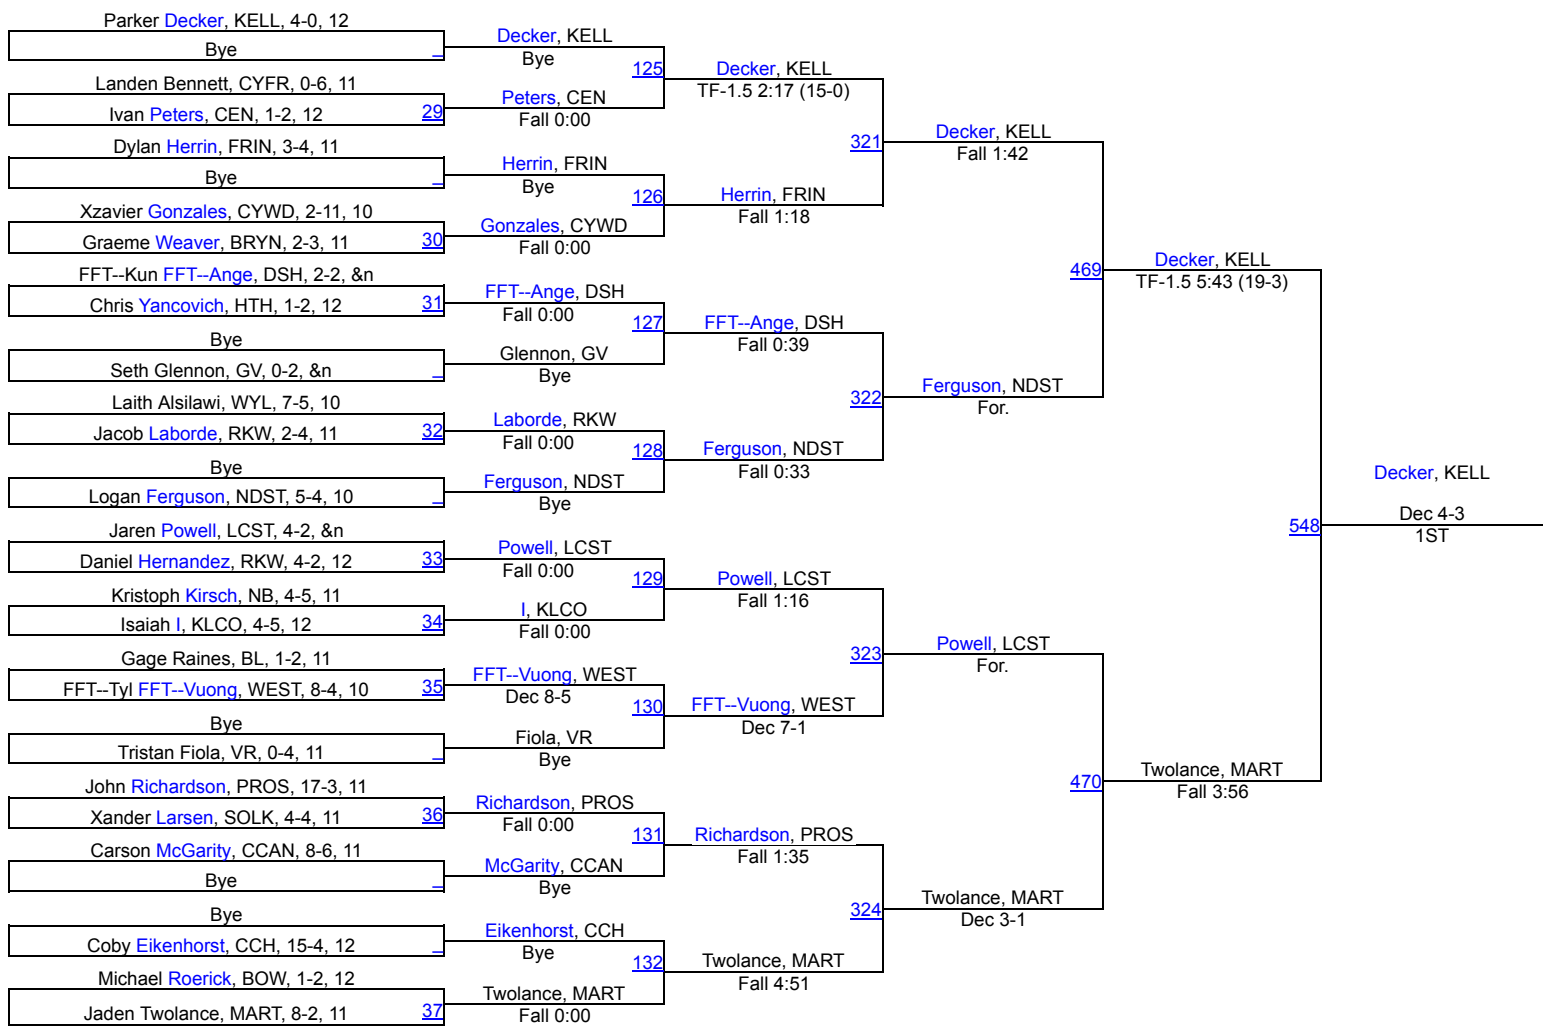 Parker Decker, KELL, 4-0, 12
Bye
Landen Bennett, CYFR, 0-6, 11
Ivan Peters, CEN, 1-2, 12
29
Dylan Herrin, FRIN, 3-4, 11
Bye
Xzavier Gonzales, CYWD, 2-11, 10
Graeme Weaver, BRYN, 2-3, 11
30
FFT--Kun FFT--Ange, DSH, 2-2, &n
Chris Yancovich, HTH, 1-2, 12
31
Bye
Seth Glennon, GV, 0-2, &n
Laith Alsilawi, WYL, 7-5, 10
Jacob Laborde, RKW, 2-4, 11
32
Bye
Logan Ferguson, NDST, 5-4, 10
Jaren Powell, LCST, 4-2, &n
Daniel Hernandez, RKW, 4-2, 12
33
Kristoph Kirsch, NB, 4-5, 11
Isaiah I, KLCO, 4-5, 12
34
Gage Raines, BL, 1-2, 11
FFT--Tyl FFT--Vuong, WEST, 8-4, 10
35
Bye
Tristan Fiola, VR, 0-4, 11
John Richardson, PROS, 17-3, 11
Xander Larsen, SOLK, 4-4, 11
36
Carson McGarity, CCAN, 8-6, 11
Bye
Bye
Coby Eikenhorst, CCH, 15-4, 12
Michael Roerick, BOW, 1-2, 12
Jaden Twolance, MART, 8-2, 11
37
Decker, KELL
Bye
125
Peters, CEN
Fall 0:00
Herrin, FRIN
Bye
126
Gonzales, CYWD
Fall 0:00
FFT--Ange, DSH
Fall 0:00
127
Glennon, GV
Bye
Laborde, RKW
Fall 0:00
128
Ferguson, NDST
Bye
Powell, LCST
Fall 0:00
129
I, KLCO
Fall 0:00
FFT--Vuong, WEST
Dec 8-5
130
Fiola, VR
Bye
Richardson, PROS
Fall 0:00
131
McGarity, CCAN
Bye
Eikenhorst, CCH
Bye
132
Twolance, MART
Fall 0:00
Decker, KELL
TF-1.5 2:17 (15-0)
321
Herrin, FRIN
Fall 1:18
FFT--Ange, DSH
Fall 0:39
322
Ferguson, NDST
Fall 0:33
Powell, LCST
Fall 1:16
323
FFT--Vuong, WEST
Dec 7-1
Richardson, PROS
Fall 1:35
324
Twolance, MART
Fall 4:51
Decker, KELL
Fall 1:42
469
Ferguson, NDST
For.
Powell, LCST
For.
470
Twolance, MART
Dec 3-1
Decker, KELL
TF-1.5 5:43 (19-3)
548
Twolance, MART
Fall 3:56
Decker, KELL
Dec 4-3
1ST